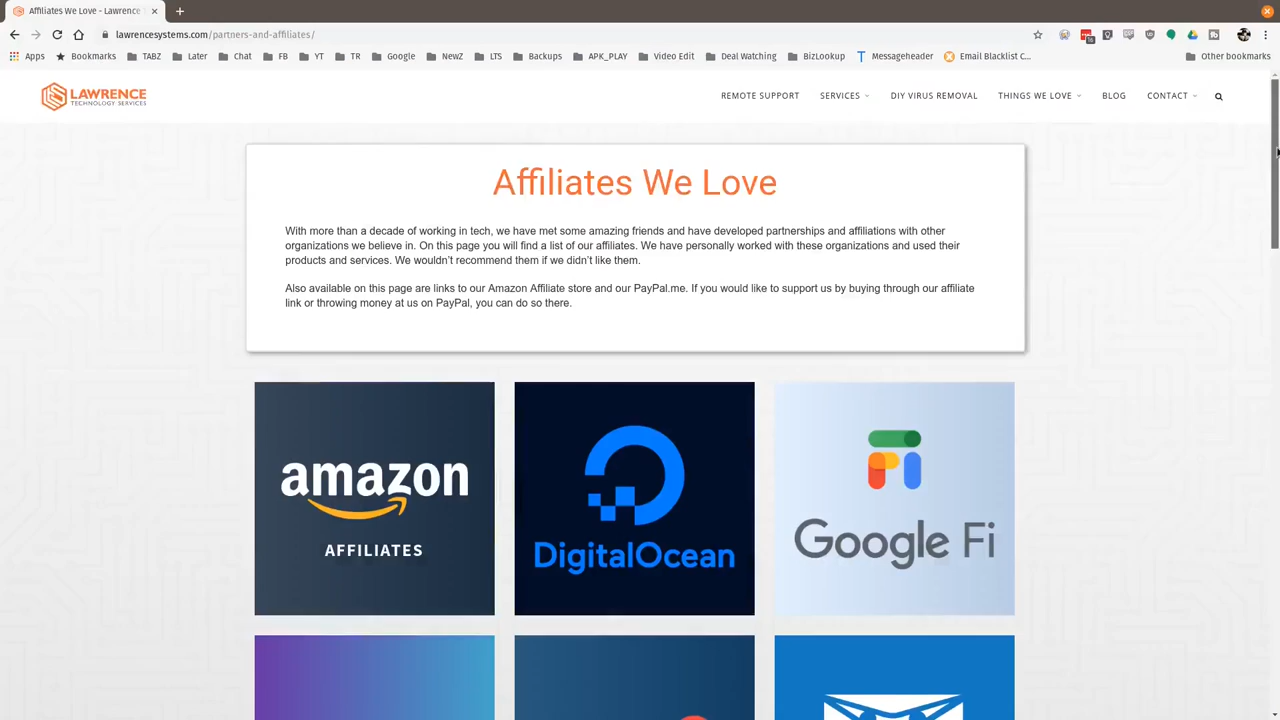 Affiliates We Love - Lawrence
lawrencesystems.com/partners-and-affiliates/
Apps Bookmarks TABZ Later Chat FB YT TR Google NewZ LTS Backups APK_PLAY Video Edit Deal Watching BizLookup Messageheader Email Blacklist C... Other bookmarks
LAWRENCE
TECHNOLOGY SERVICES
REMOTE SUPPORT SERVICES DIY VIRUS REMOVAL THINGS WE LOVE BLOG CONTACT
Affiliates We Love
With more than a decade of working in tech, we have met some amazing friends and have developed partnerships and affiliations with other
organizations we believe in. On this page you will find a list of our affiliates. We have personally worked with these organizations and used their
products and services. We wouldn't recommend them if we didn't like them.
Also available on this page are links to our Amazon Affiliate store and our PayPal.me. If you would like to support us by buying through our affiliate
link or throwing money at us on PayPal, you can do so there.
amazon
AFFILIATES
DigitalOcean
Google Fi